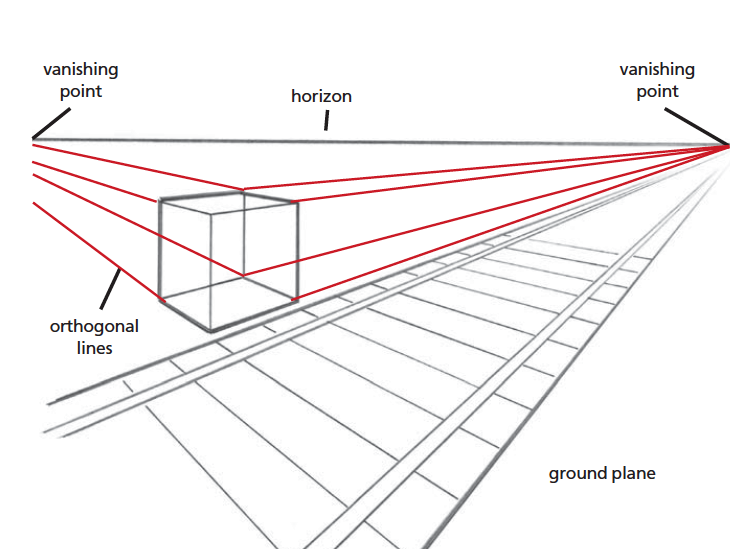 vanishing
point
horizon
vanishing
point
orthogonal
lines
ground plane